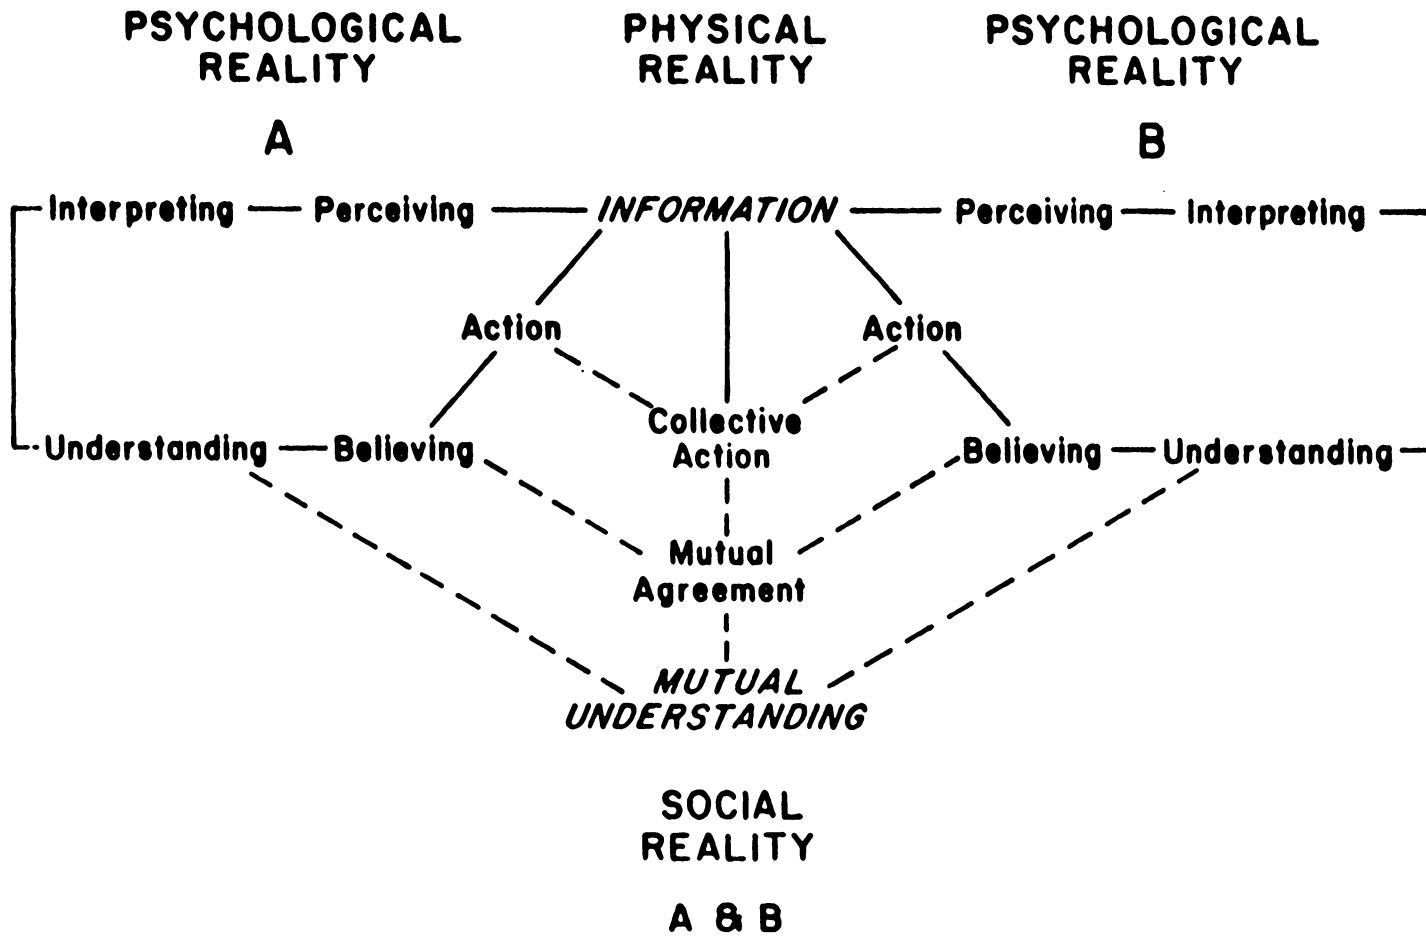 PSYCHOLOGICAL
REALITY
A
PHYSICAL
REALITY
PSYCHOLOGICAL
REALITY
B
Interpreting Perceiving INFORMATION Perceiving Interpreting
Action Action
Collective
Action
Understanding Believing Believing Understanding
Mutual
Agreement
MUTUAL
UNDERSTANDING
SOCIAL
REALITY
A & B